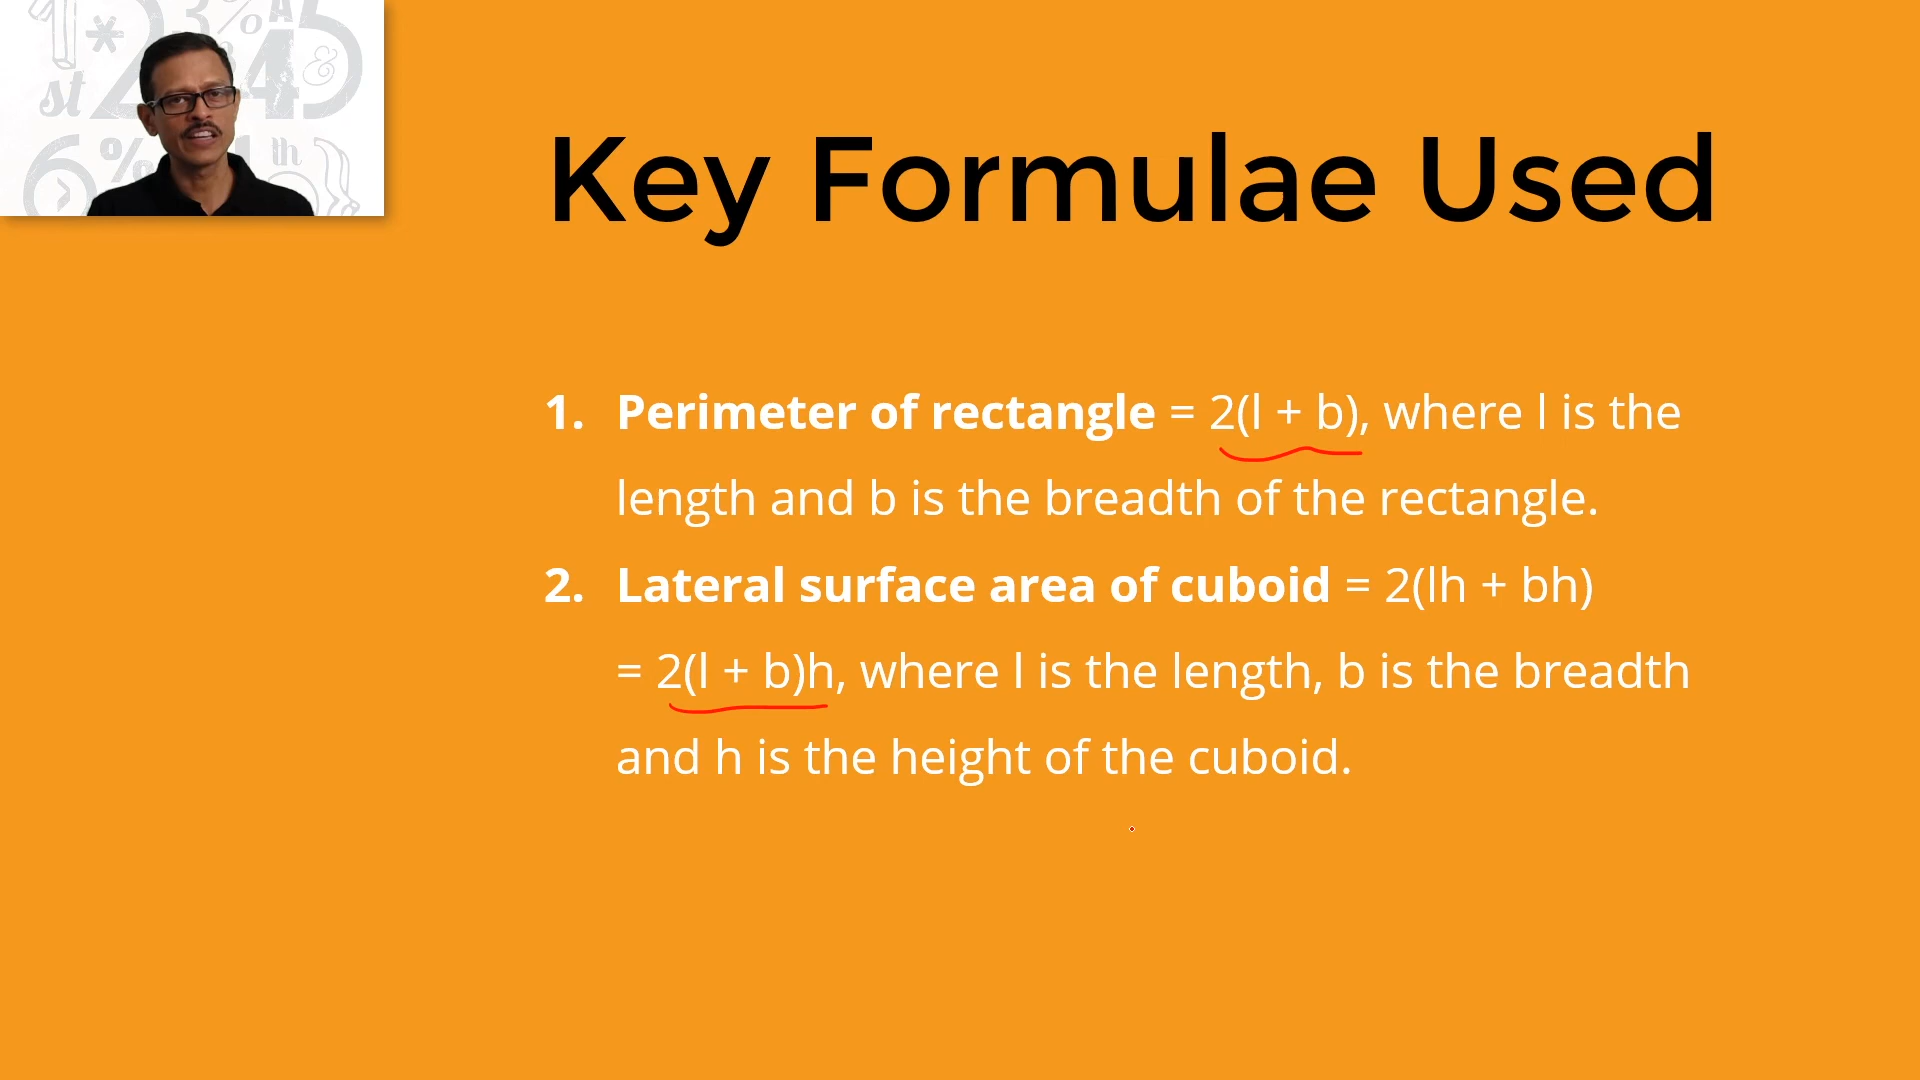 Key Formulae Used
1. Perimeter of rectangle = 2(l + b), where l is the
length and b is the breadth of the rectangle.
2. Lateral surface area of cuboid = 2(lh + bh)
= 2(l + b)h, where l is the length, b is the breadth
and h is the height of the cuboid.